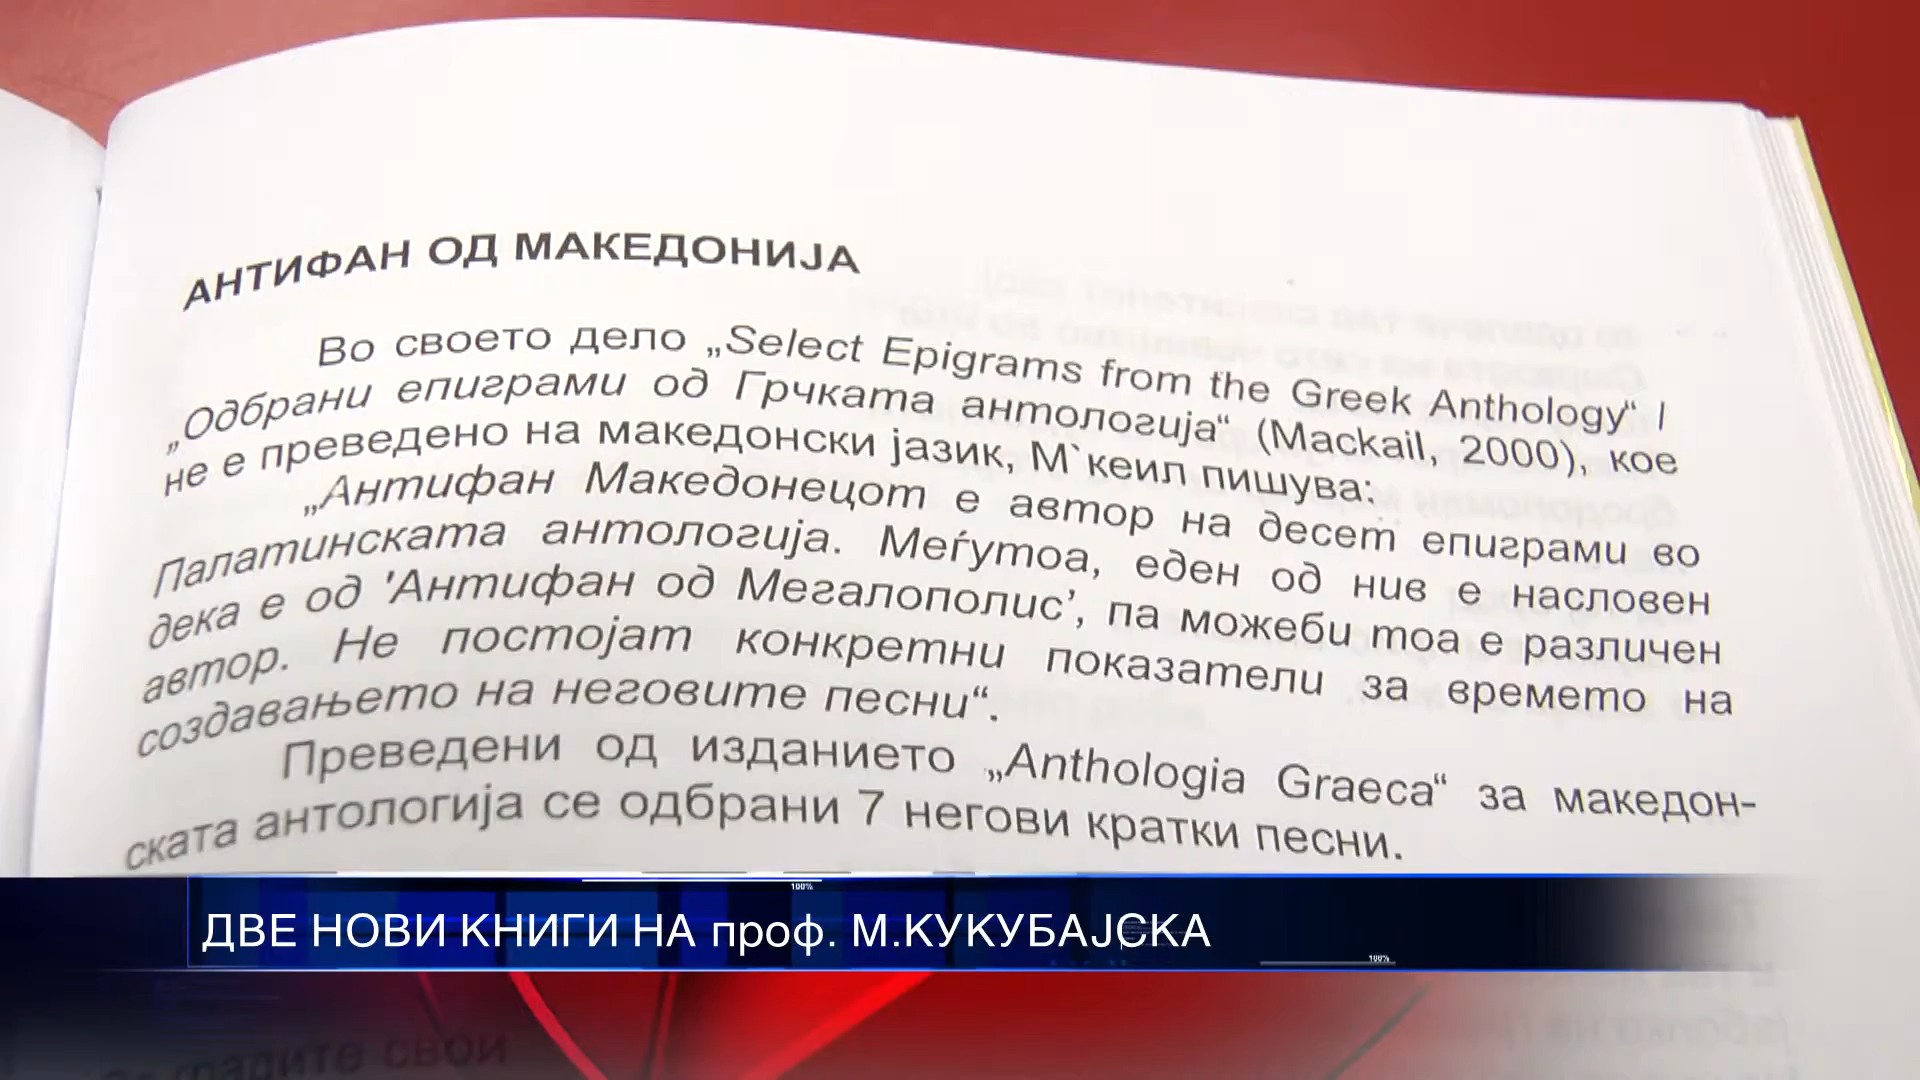 АНТИФАН ОД МАКЕДОНИЈА
Во своето дело „Select Epigrams from the Greek Anthology“ /
„Одбрани епиграми од Грчката антологија“ (Mackail, 2000), кое
не е преведено на македонски јазик, М`кеил пишува:
„Антифан Македонецот е автор на десет епиграми во
Палатинската антологија. Меѓутоа, еден од нив е насловен
дека е од 'Антифан од Мегалополис’, па можеби тоа е различен
автор. Не постојат конкретни показатели за времето на
создавањето на неговите песни“.
Преведени од изданието „Anthologia Graeca“ за македон-
ската антологија се одбрани 7 негови кратки песни.
100%
ДВЕ НОВИ КНИГИ НА проф. М.КУКУБАЈСКА
100%
свои